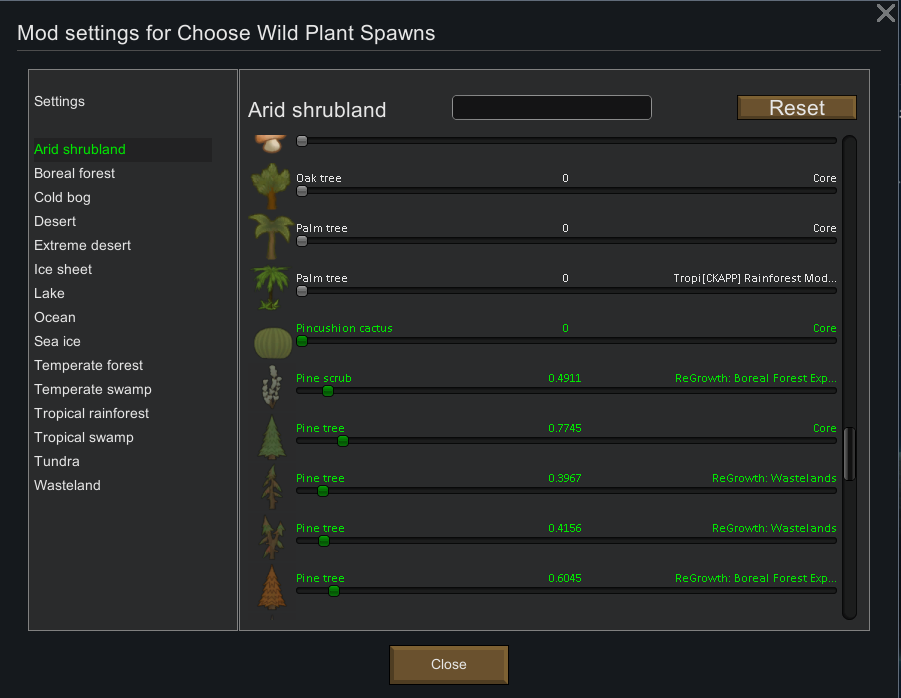 Mod settings for Choose Wild Plant Spawns
Settings
Arid shrubland
Boreal forest
Cold bog
Desert
Extreme desert
Ice sheet
Lake
Ocean
Sea ice
Temperate forest
Temperate swamp
Tropical rainforest
Tropical swamp
Tundra
Wasteland
Arid shrubland
Reset
Oak tree 0 Core
Palm tree 0 Core
Palm tree 0 Tropi[CKAPP] Rainforest Mod...
Pincushion cactus 0 Core
Pine scrub 0.4911 ReGrowth: Boreal Forest Exp...
Pine tree 0.7745 Core
Pine tree 0.3967 ReGrowth: Wastelands
Pine tree 0.4156 ReGrowth: Wastelands
Pine tree 0.6045 ReGrowth: Boreal Forest Exp...
Close